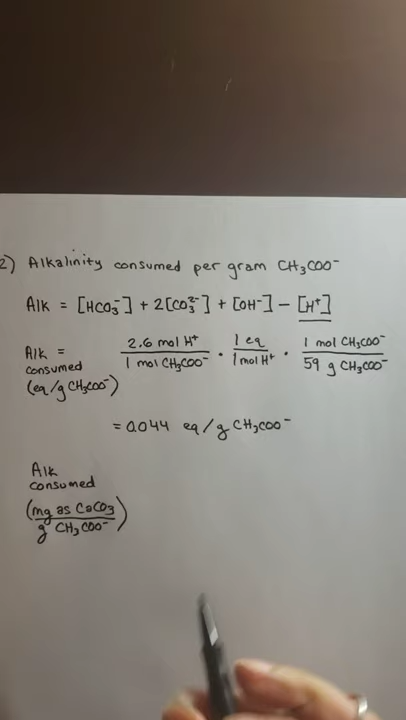 2) Alkalinity consumed per gram CH₃COO⁻
Alk = [HCO₃⁻] + 2[CO₃²⁻] + [OH⁻] - [H⁺]
Alk consumed (eq/g CH₃COO⁻) = 2.6 mol H⁺ / 1 mol CH₃COO⁻ · 1 eq / 1 mol H⁺ · 1 mol CH₃COO⁻ / 59 g CH₃COO⁻
= 0.044 eq/g CH₃COO⁻
Alk
consumed
(mg as CaCO₃ / g CH₃COO⁻)